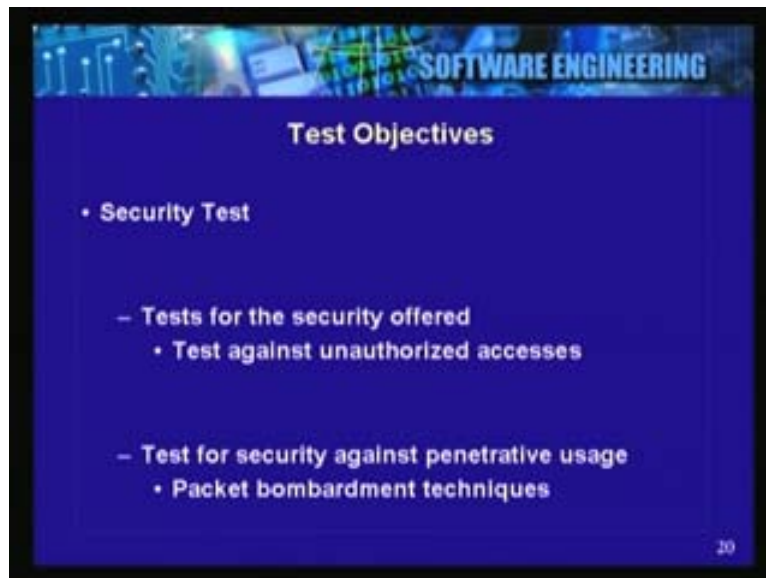 SOFTWARE ENGINEERING
Test Objectives
• Security Test
– Tests for the security offered
• Test against unauthorized accesses
– Test for security against penetrative usage
• Packet bombardment techniques
20